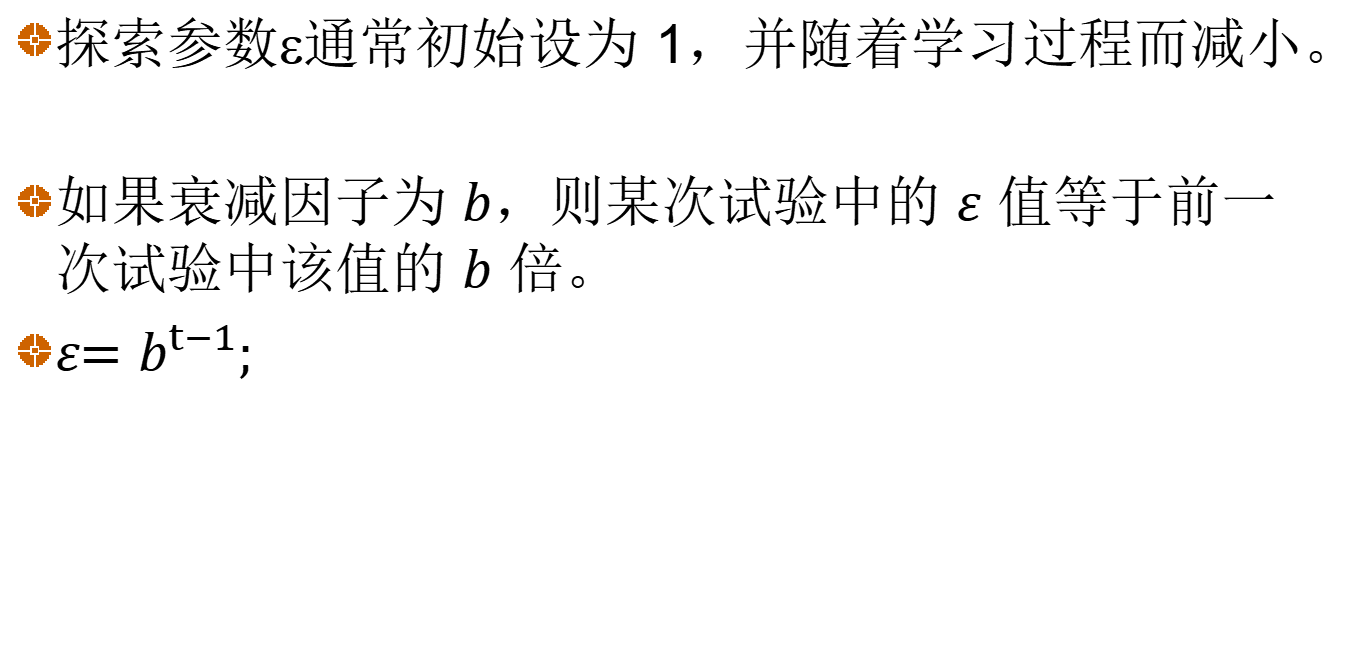 探索参数ε通常初始设为 1，并随着学习过程而减小。
如果衰减因子为 b，则某次试验中的 ε 值等于前一
次试验中该值的 b 倍。
ε= b^{t−1};